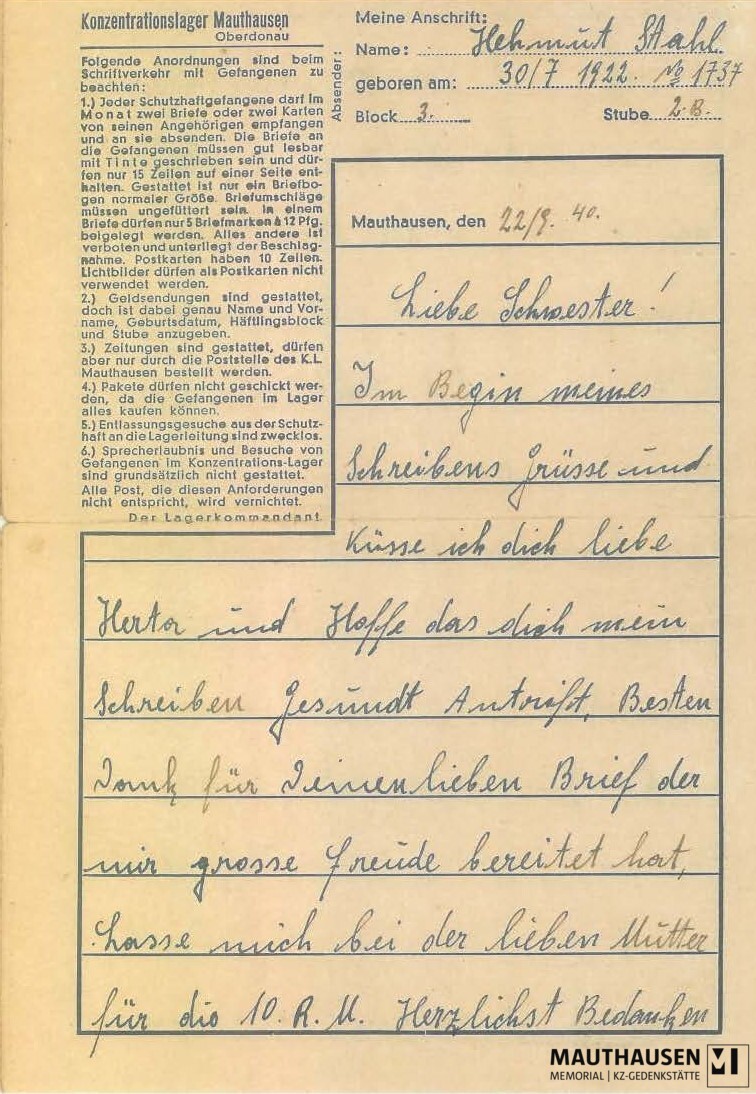 Konzentrationslager Mauthausen
Oberdonau
Folgende Anordnungen sind beim
Schriftverkehr mit Gefangenen zu
beachten:
1.) Jeder Schutzhaftgefangene darf im
Monat zwei Briefe oder zwei Karten
von seinen Angehörigen empfangen
und an sie absenden. Die Briefe an
die Gefangenen müssen gut lesbar
mit Tinte geschrieben sein und dür-
fen nur 15 Zeilen auf einer Seite ent-
halten. Gestattet ist nur ein Briefbo-
gen normaler Größe. Briefumschläge
müssen ungefüttert sein. In einem
Briefe dürfen nur 5 Briefmarken à 12 Pfg.
beigelegt werden. Alles andere ist
verboten und unterliegt der Beschlag-
nahme. Postkarten haben 10 Zeilen.
Lichtbilder dürfen als Postkarten nicht
verwendet werden.
2.) Geldsendungen sind gestattet,
doch ist dabei genau Name und Vor-
name, Geburtsdatum, Häftlingsblock
und Stube anzugeben.
3.) Zeitungen sind gestattet, dürfen
aber nur durch die Poststelle des K.L.
Mauthausen bestellt werden.
4.) Pakete dürfen nicht geschickt wer-
den, da die Gefangenen im Lager
alles kaufen können.
5.) Entlassungsgesuche aus der Schutz-
haft an die Lagerleitung sind zwecklos.
6.) Sprecherlaubnis und Besuche von
Gefangenen im Konzentrations-Lager
sind grundsätzlich nicht gestattet.
Alle Post, die diesen Anforderungen
nicht entspricht, wird vernichtet.
Der Lagerkommandant
Absender:
Meine Anschrift:
Name: Helmut Stahl
geboren am: 30/7 1922. № 1737
Block 3. Stube 2 B.
Mauthausen, den 22/9. 40.
Liebe Schwester!
Im Begin meines
Schreibens Grüsse und
Küsse ich dich liebe
Herta und Hoffe das dich mein
Schreiben Gesundt Antrift, Besten
Dank für Deinen lieben Brief der
mir grosse freude bereitet hat,
Lasse mich bei der lieben Mutter
für die 10. R. M. Herzlichst Bedanken
MAUTHAUSEN
MEMORIAL | KZ-GEDENKSTÄTTE